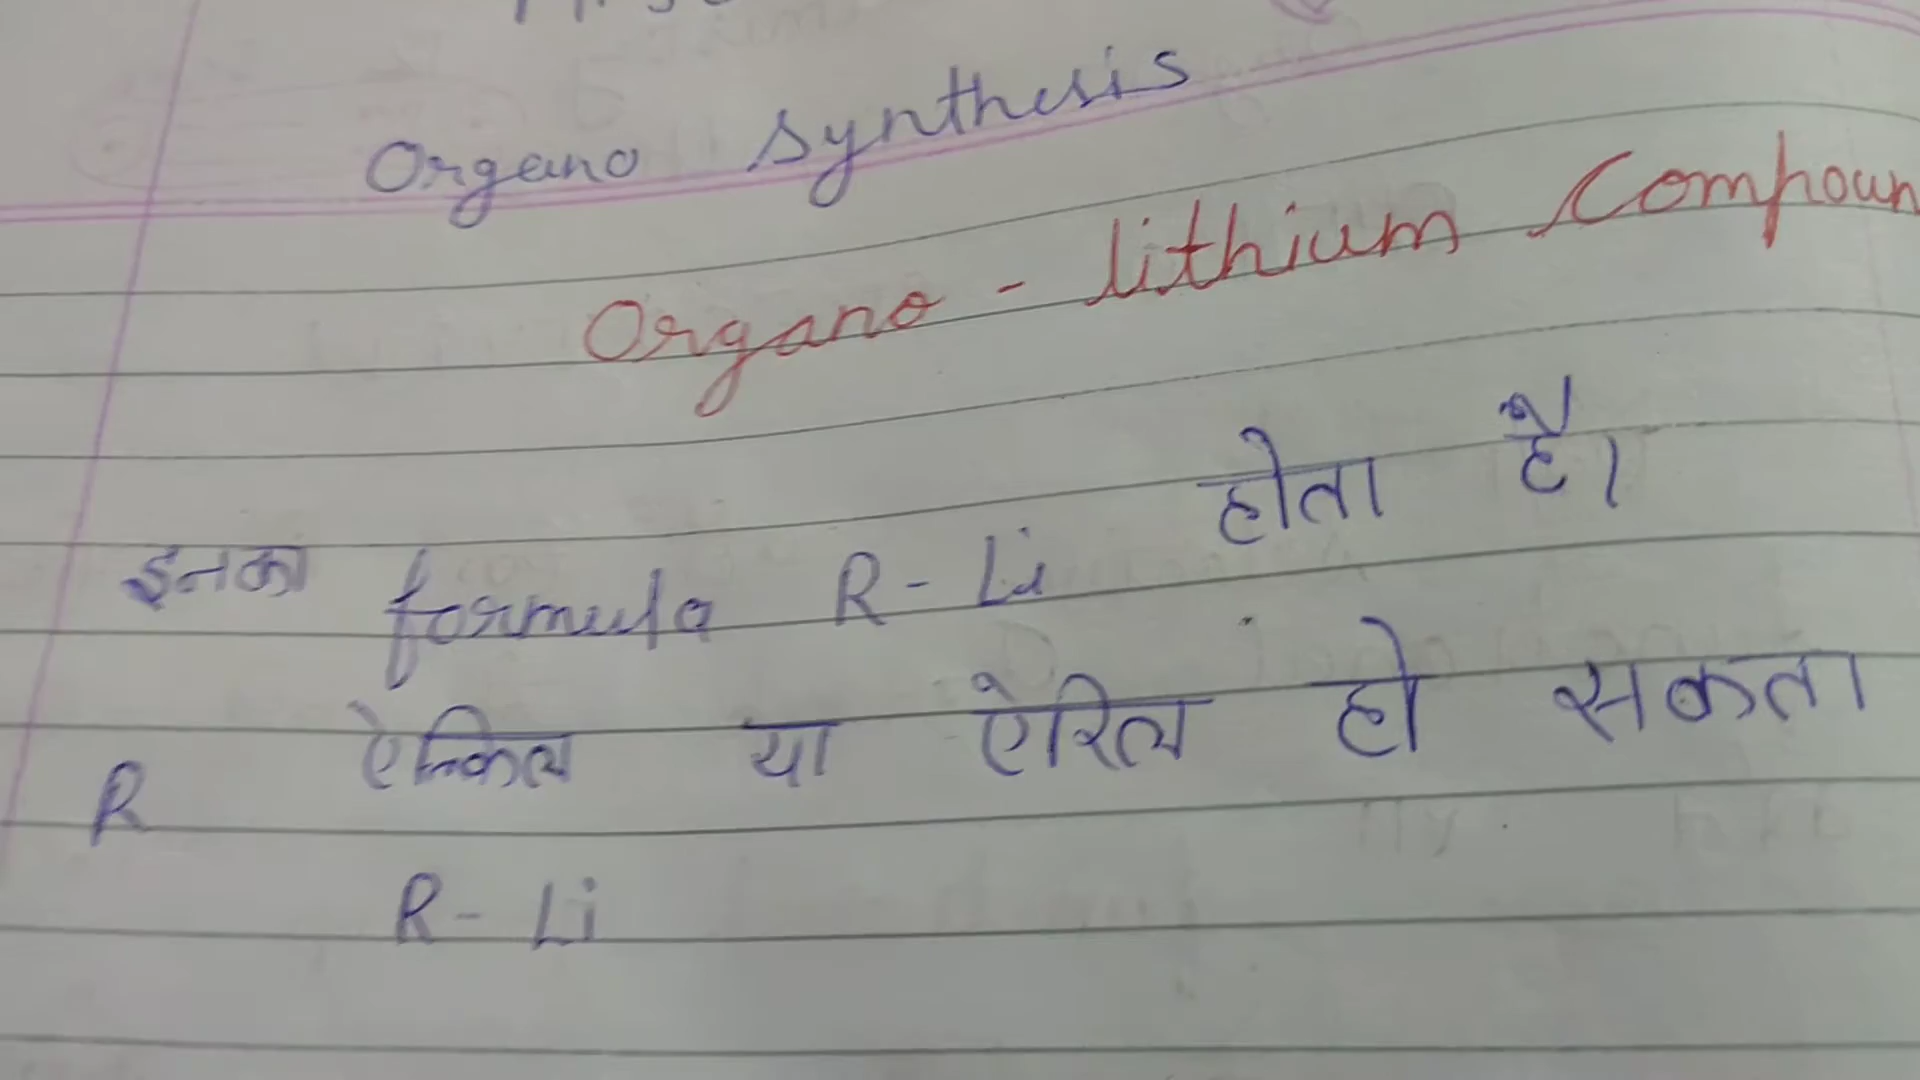 Organo synthesis
Organo - lithium Compoun
इनका formula R - Li होता है।
R ऐल्किल या ऐरिल हो सकता
R - Li